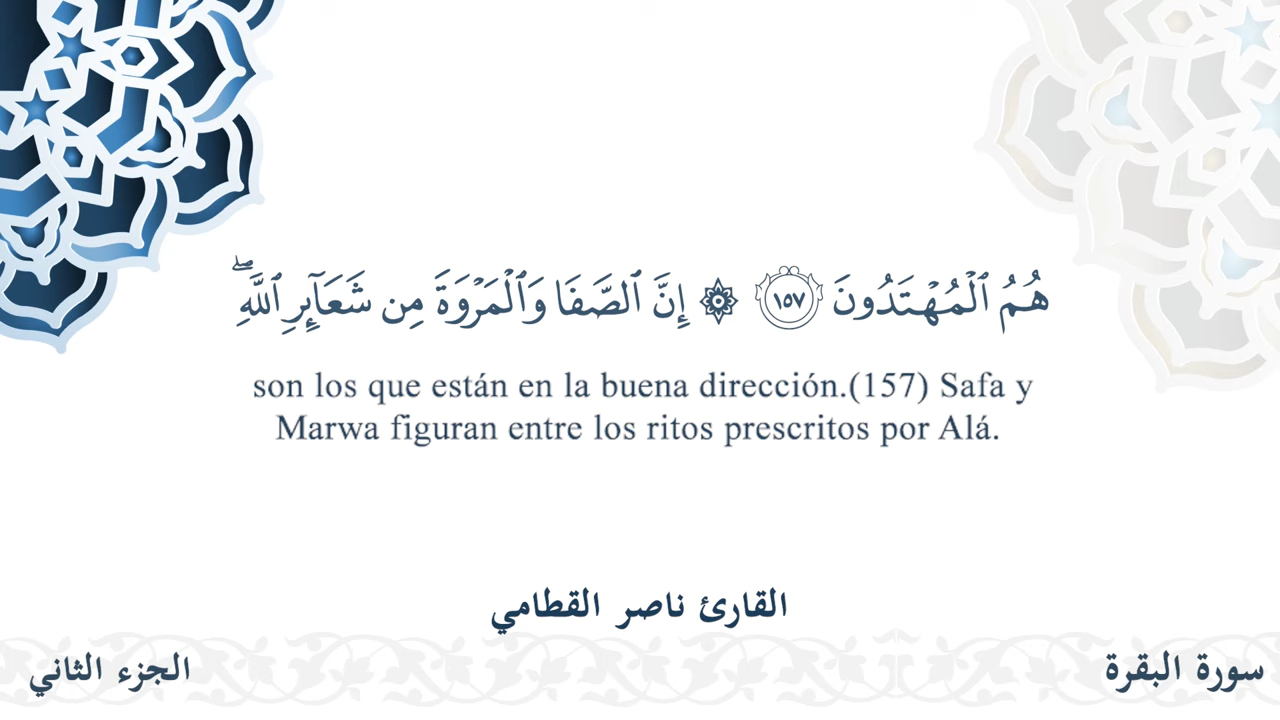 هُمُ ٱلْمُهْتَدُونَ ١٥٧ ۞ إِنَّ ٱلصَّفَا وَٱلْمَرْوَةَ مِن شَعَآئِرِ ٱللَّهِۖ
son los que están en la buena dirección.(157) Safa y
Marwa figuran entre los ritos prescritos por Alá.
القارئ ناصر القطامي
سورة البقرة
الجزء الثاني